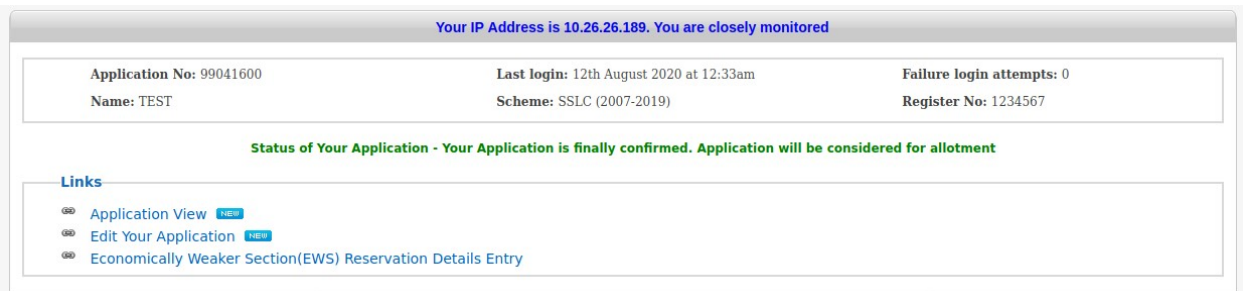 Your IP Address is 10.26.26.189. You are closely monitored
Application No: 99041600 Last login: 12th August 2020 at 12:33am Failure login attempts: 0
Name: TEST Scheme: SSLC (2007-2019) Register No: 1234567
Status of Your Application - Your Application is finally confirmed. Application will be considered for allotment
Links
Application View NEW
Edit Your Application NEW
Economically Weaker Section(EWS) Reservation Details Entry